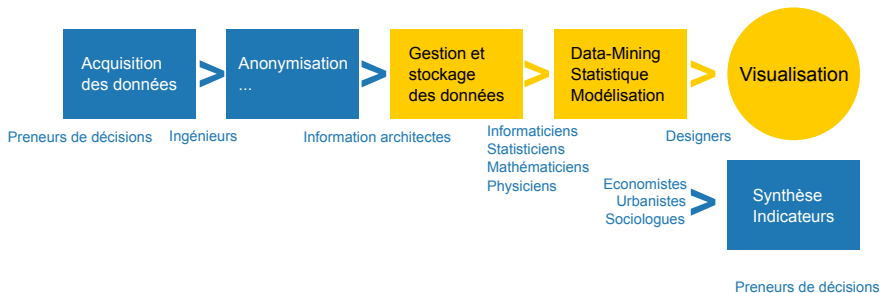 Acquisition
des données
>
Anonymisation
...
>
Gestion et
stockage
des données
>
Data-Mining
Statistique
Modélisation
>
Visualisation
Preneurs de décisions
Ingénieurs
Information architectes
Informaticiens
Statisticiens
Mathématiciens
Physiciens
Designers
Economistes
Urbanistes
Sociologues
>
Synthèse
Indicateurs
Preneurs de décisions